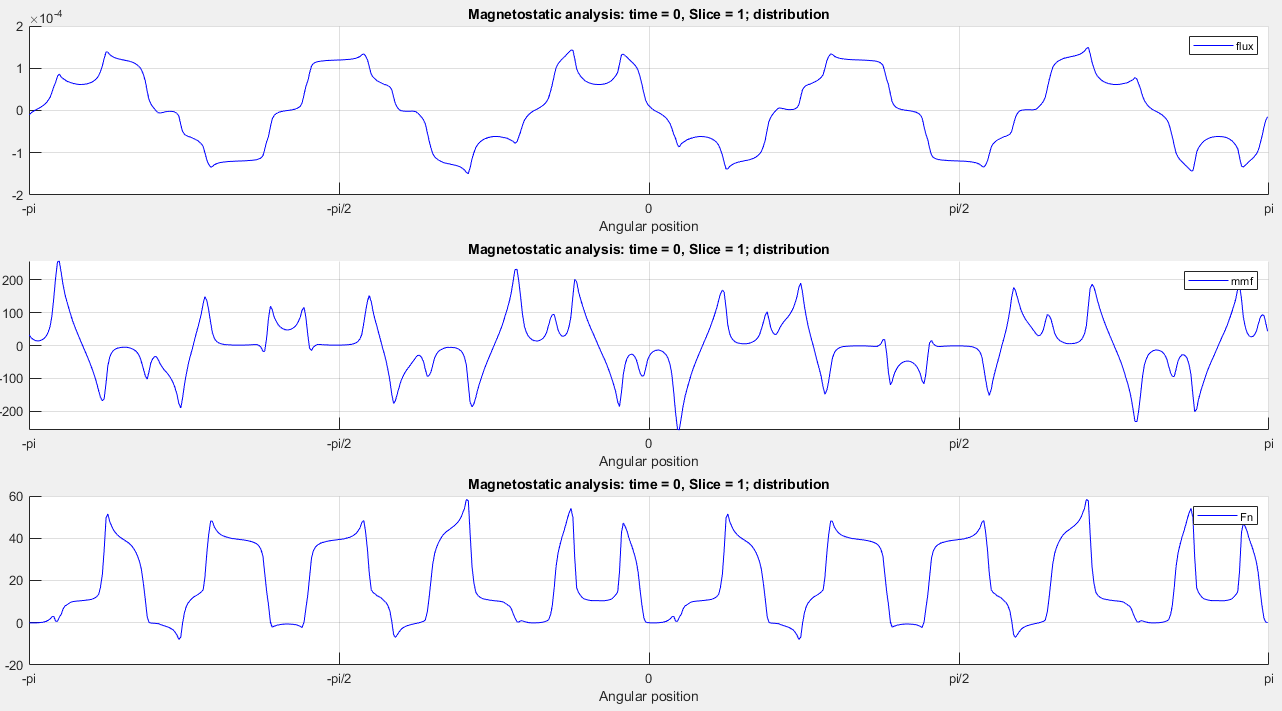 ×10^-4
Magnetostatic analysis: time = 0, Slice = 1; distribution
2
1
0
-1
-2
flux
-pi
-pi/2
0
pi/2
pi
Angular position
Magnetostatic analysis: time = 0, Slice = 1; distribution
200
100
0
-100
-200
mmf
-pi
-pi/2
0
pi/2
pi
Angular position
Magnetostatic analysis: time = 0, Slice = 1; distribution
60
40
20
0
-20
Fn
-pi
-pi/2
0
pi/2
pi
Angular position